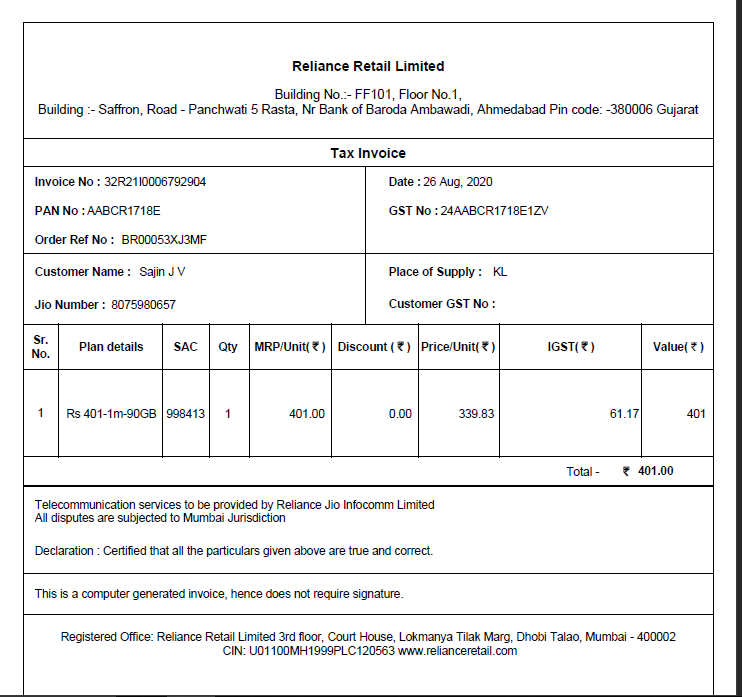 Reliance Retail Limited
Building No.:- FF101, Floor No.1,
Building :- Saffron, Road - Panchwati 5 Rasta, Nr Bank of Baroda Ambawadi, Ahmedabad Pin code: -380006 Gujarat
Tax Invoice
Invoice No : 32R21I0006792904
Date : 26 Aug, 2020
PAN No : AABCR1718E
GST No : 24AABCR1718E1ZV
Order Ref No : BR00053XJ3MF
Customer Name : Sajin J V
Place of Supply : KL
Jio Number : 8075980657
Customer GST No :
Sr. No. Plan details SAC Qty MRP/Unit(₹) Discount (₹) Price/Unit(₹) IGST(₹) Value(₹)
1 Rs 401-1m-90GB 998413 1 401.00 0.00 339.83 61.17 401
Total - ₹ 401.00
Telecommunication services to be provided by Reliance Jio Infocomm Limited
All disputes are subjected to Mumbai Jurisdiction
Declaration : Certified that all the particulars given above are true and correct.
This is a computer generated invoice, hence does not require signature.
Registered Office: Reliance Retail Limited 3rd floor, Court House, Lokmanya Tilak Marg, Dhobi Talao, Mumbai - 400002
CIN: U01100MH1999PLC120563 www.relianceretail.com